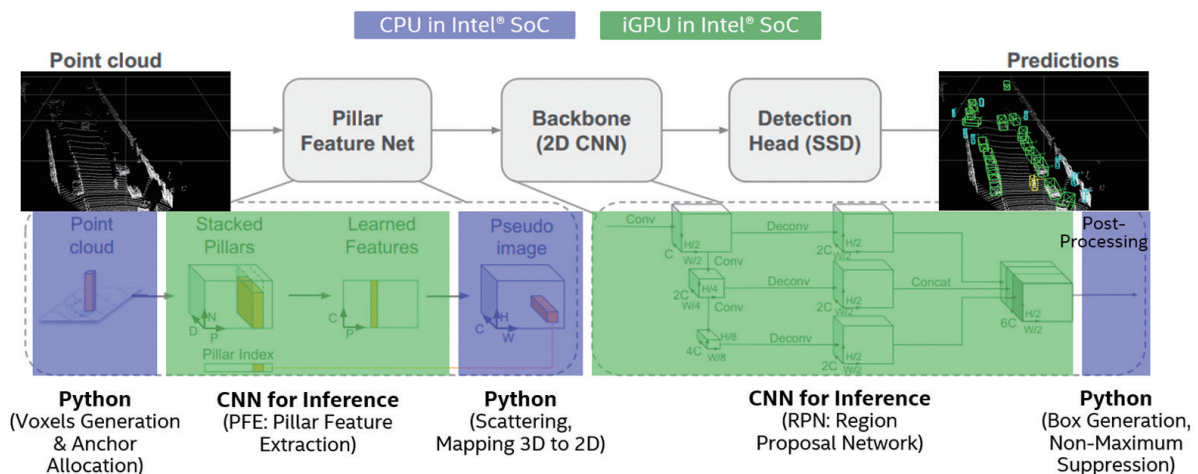 CPU in Intel® SoC
iGPU in Intel® SoC
Point cloud
Pillar
Feature Net
Backbone
(2D CNN)
Detection
Head (SSD)
Predictions
Point
cloud
Stacked
Pillars
Learned
Features
Pseudo
image
Conv
Deconv
Post-
Processing
C
H/2
W/2
Conv
2C
H/2
W/2
D
N
P
C
P
C
H
W
2C
H/4
W/4
Conv
Deconv
2C
H/2
W/2
Concat
6C
H/2
W/2
Pillar Index
4C
H/8
W/8
Deconv
2C
H/2
W/2
Python
(Voxels Generation
& Anchor
Allocation)
CNN for Inference
(PFE: Pillar Feature
Extraction)
Python
(Scattering,
Mapping 3D to 2D)
CNN for Inference
(RPN: Region
Proposal Network)
Python
(Box Generation,
Non-Maximum
Suppression)